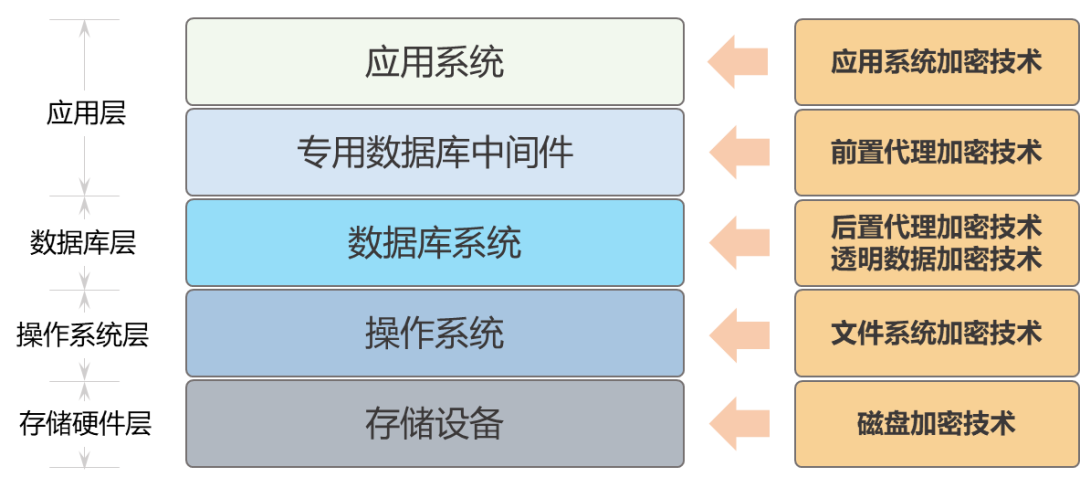 应用层
应用系统
应用系统加密技术
专用数据库中间件
前置代理加密技术
数据库层
数据库系统
后置代理加密技术
透明数据加密技术
操作系统层
操作系统
文件系统加密技术
存储硬件层
存储设备
磁盘加密技术